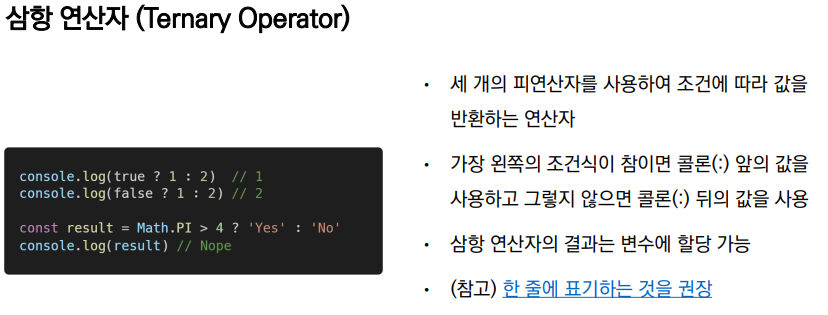 삼항 연산자 (Ternary Operator)
console.log(true ? 1 : 2)  // 1
console.log(false ? 1 : 2) // 2
const result = Math.PI > 4 ? 'Yes' : 'No'
console.log(result) // Nope
• 세 개의 피연산자를 사용하여 조건에 따라 값을
반환하는 연산자
• 가장 왼쪽의 조건식이 참이면 콜론(:) 앞의 값을
사용하고 그렇지 않으면 콜론(:) 뒤의 값을 사용
• 삼항 연산자의 결과는 변수에 할당 가능
• (참고) 한 줄에 표기하는 것을 권장